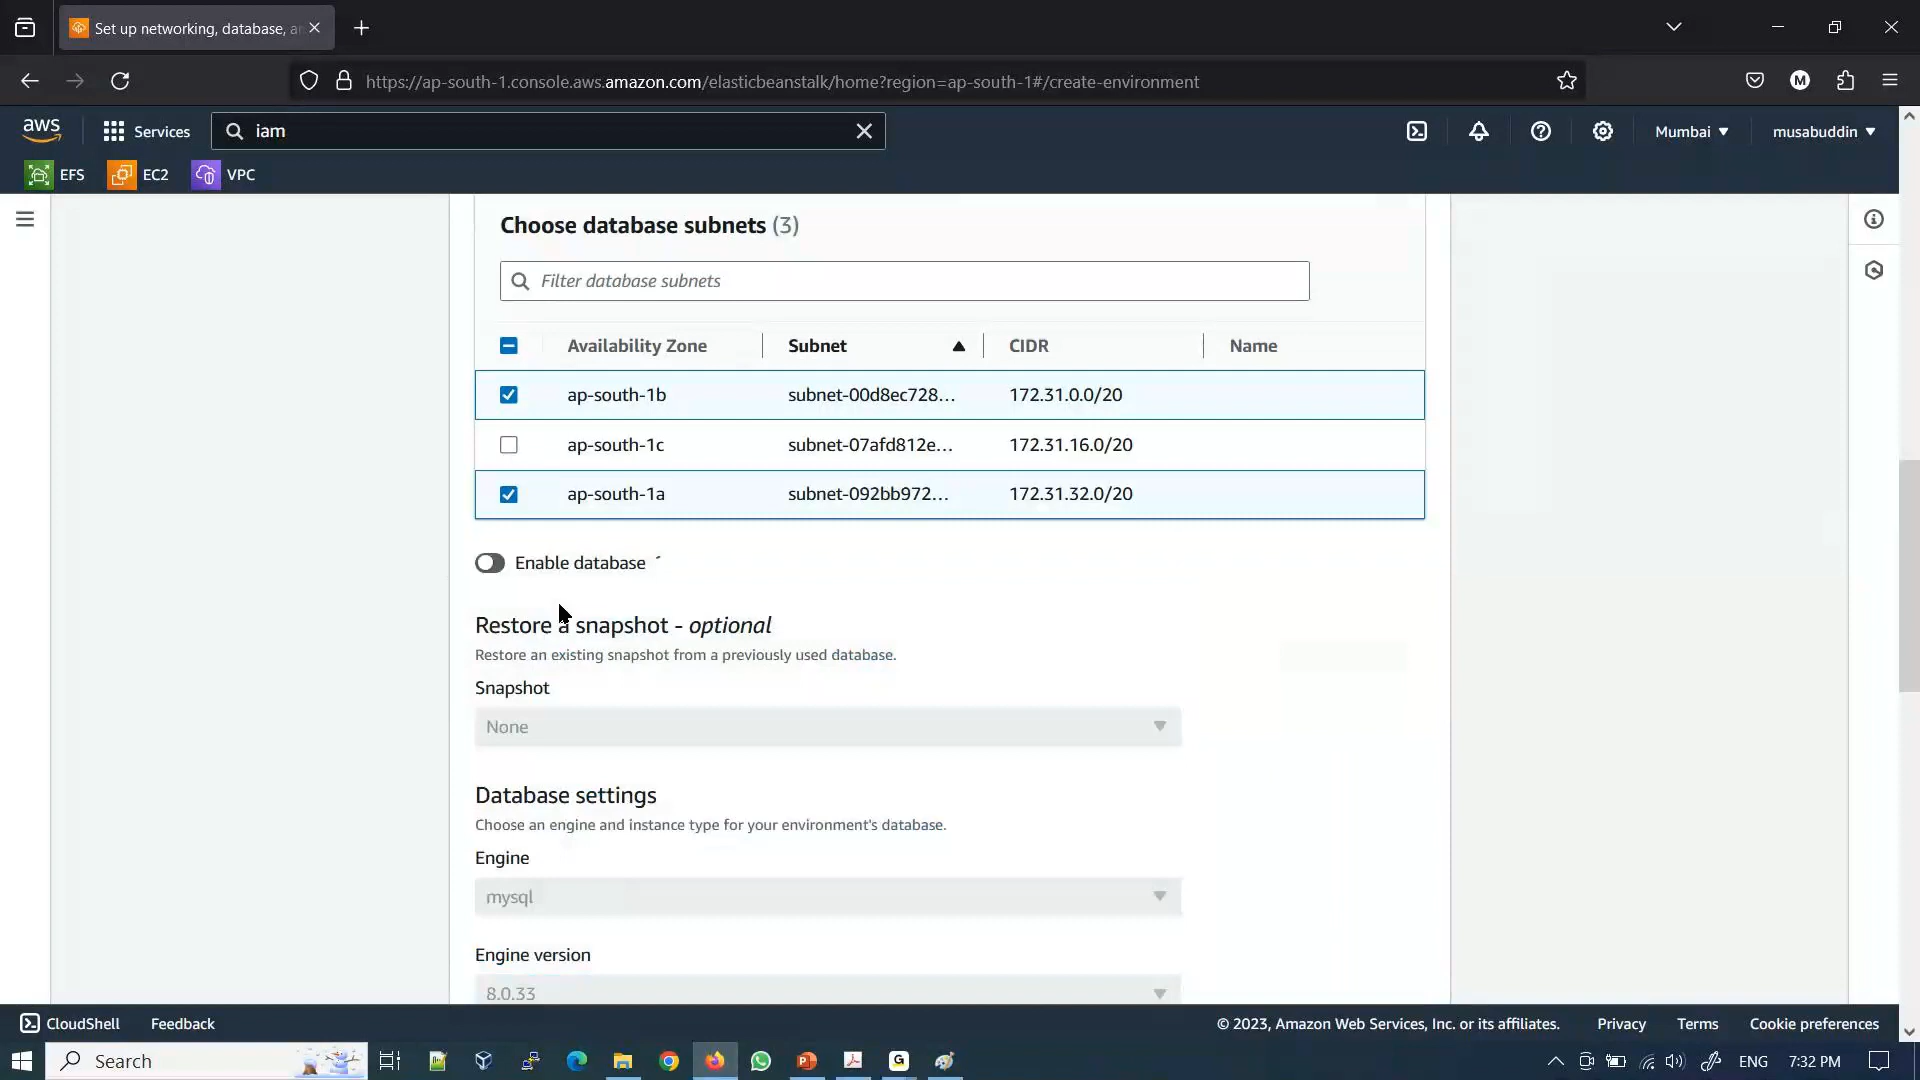 Set up networking, database, a
https://ap-south-1.console.aws.amazon.com/elasticbeanstalk/home?region=ap-south-1#/create-environment
M
aws
Services
iam
Mumbai ▼
musabuddin ▼
EFS
EC2
VPC
Choose database subnets (3)
Filter database subnets
Availability Zone
Subnet
CIDR
Name
ap-south-1b
subnet-00d8ec728...
172.31.0.0/20
ap-south-1c
subnet-07afd812e...
172.31.16.0/20
ap-south-1a
subnet-092bb972...
172.31.32.0/20
Enable database
Restore a snapshot - optional
Restore an existing snapshot from a previously used database.
Snapshot
None
Database settings
Choose an engine and instance type for your environment's database.
Engine
mysql
Engine version
8.0.33
CloudShell
Feedback
© 2023, Amazon Web Services, Inc. or its affiliates.
Privacy
Terms
Cookie preferences
Search
G
ENG
7:32 PM